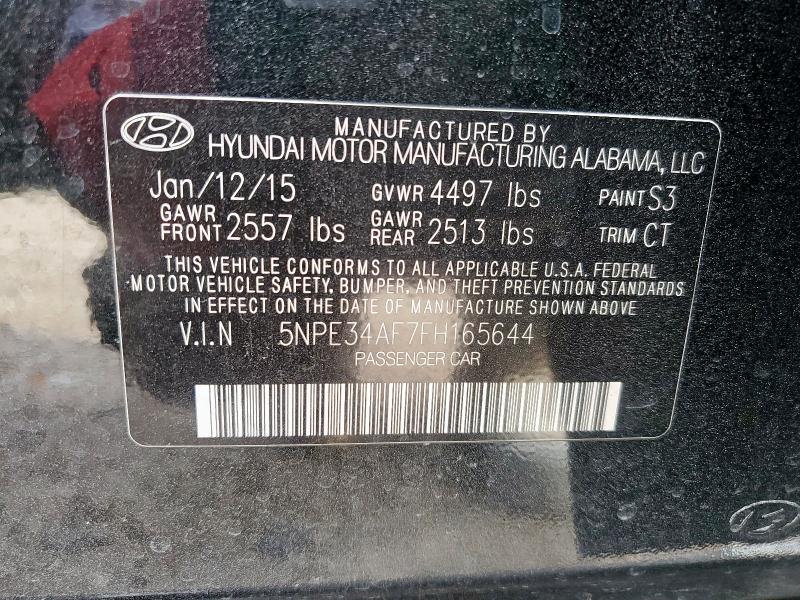 MANUFACTURED BY
HYUNDAI MOTOR MANUFACTURING ALABAMA, LLC
Jan/12/15 GVWR 4497 lbs PAINT S3
GAWR FRONT 2557 lbs GAWR REAR 2513 lbs TRIM CT
THIS VEHICLE CONFORMS TO ALL APPLICABLE U.S.A. FEDERAL
MOTOR VEHICLE SAFETY, BUMPER, AND THEFT PREVENTION STANDARDS
IN EFFECT ON THE DATE OF MANUFACTURE SHOWN ABOVE
V.I.N 5NPE34AF7FH165644
PASSENGER CAR